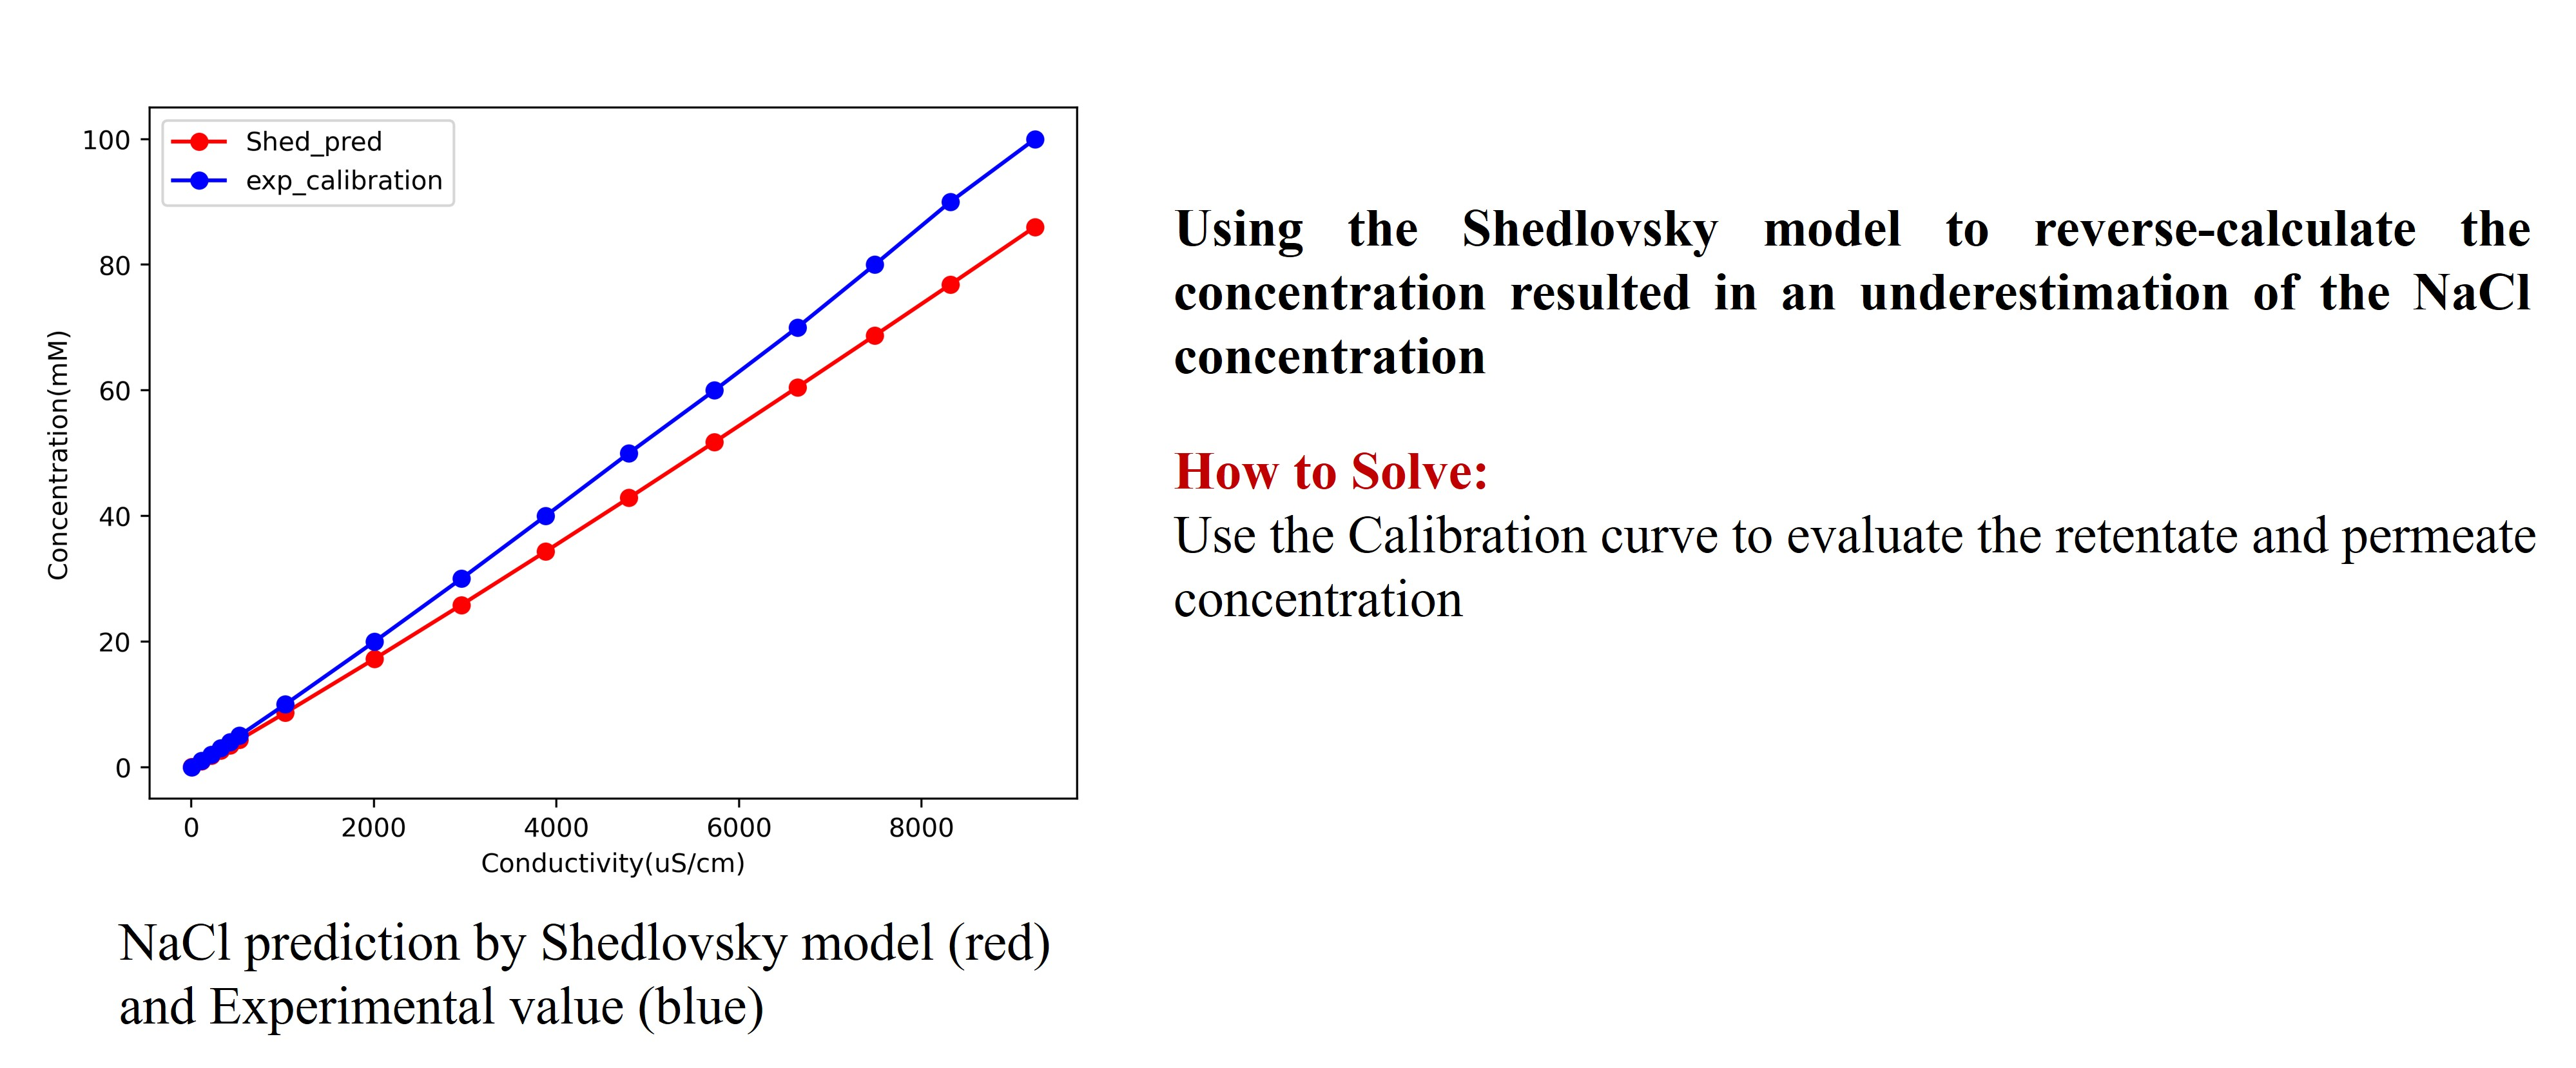 Shed_pred
exp_calibration
100
80
60
40
20
0
Concentration(mM)
0 2000 4000 6000 8000
Conductivity(uS/cm)
NaCl prediction by Shedlovsky model (red)
and Experimental value (blue)
Using the Shedlovsky model to reverse-calculate the
concentration resulted in an underestimation of the NaCl
concentration
How to Solve:
Use the Calibration curve to evaluate the retentate and permeate
concentration